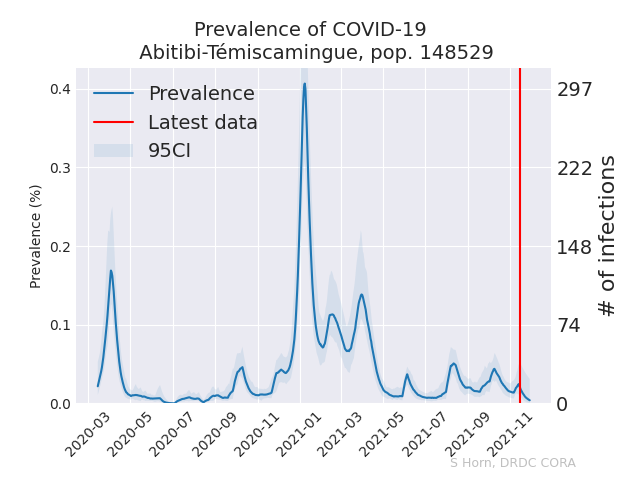 Prevalence of COVID-19
Abitibi-Témiscamingue, pop. 148529
Prevalence
Latest data
95CI
Prevalence (%)
0.4
0.3
0.2
0.1
0.0
297
222
148
74
0
# of infections
2020-03
2020-05
2020-07
2020-09
2020-11
2021-01
2021-03
2021-05
2021-07
2021-09
2021-11
S Horn, DRDC CORA